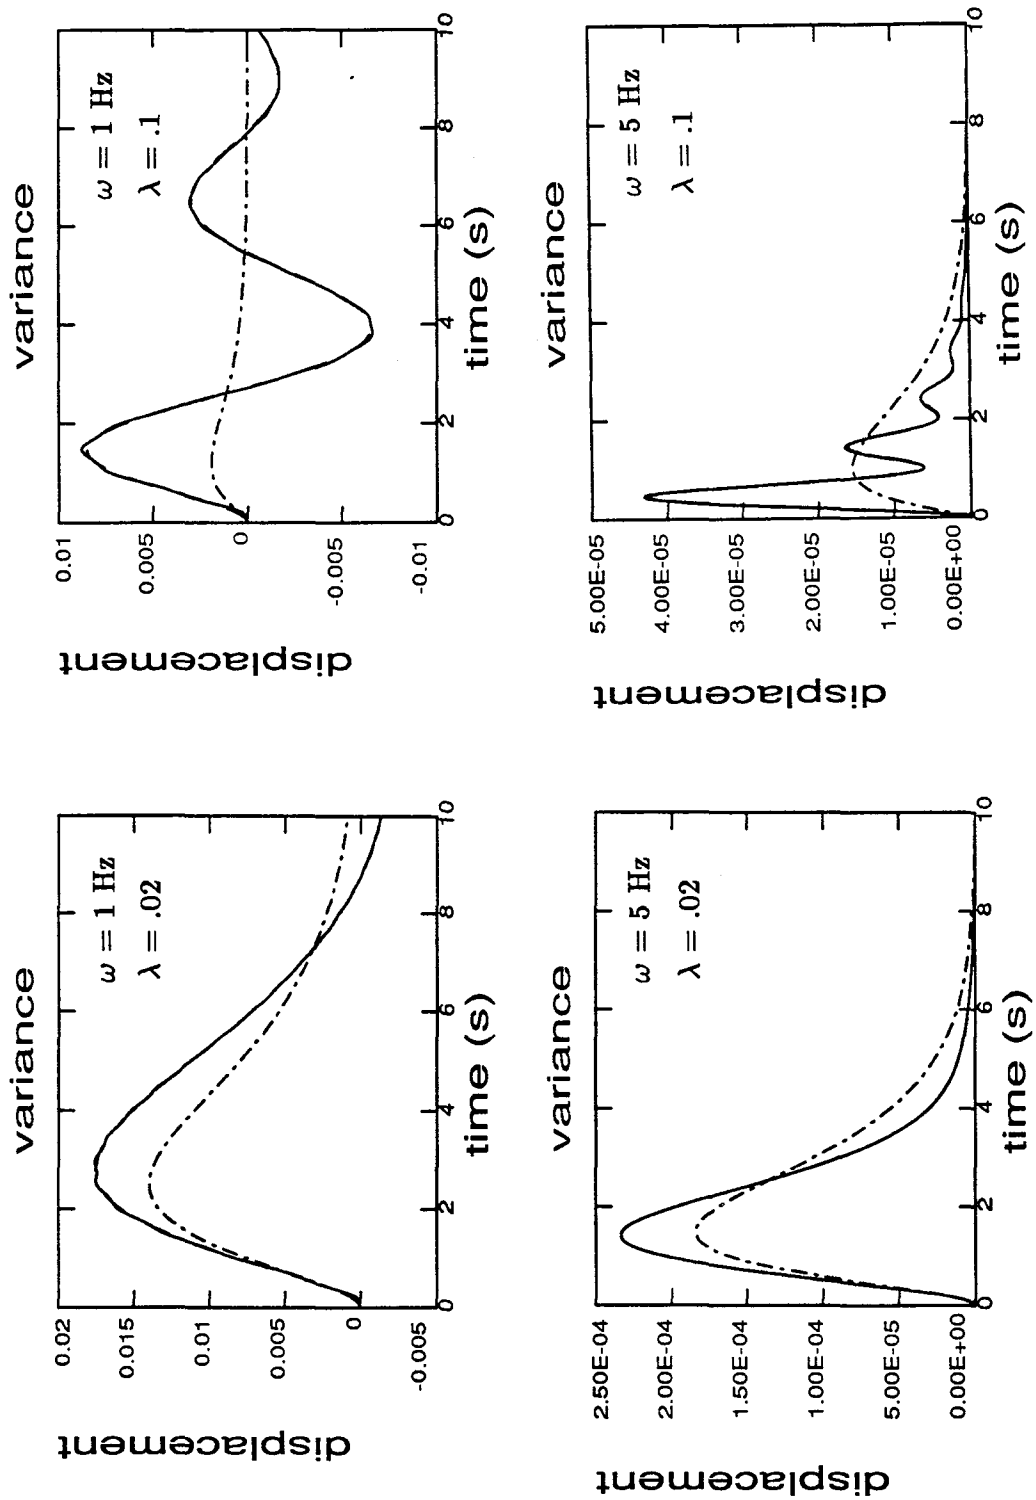 variance
displacement
0.02
0.015
0.01
0.005
0
-0.005
ω = 1 Hz
λ = .02
0 2 4 6 8 10
time (s)
variance
displacement
0.01
0.005
0
-0.005
-0.01
ω = 1 Hz
λ = .1
0 2 4 6 8 10
time (s)
variance
displacement
2.50E-04
2.00E-04
1.50E-04
1.00E-04
5.00E-05
0.00E+00
ω = 5 Hz
λ = .02
0 2 4 6 8 10
time (s)
variance
displacement
5.00E-05
4.00E-05
3.00E-05
2.00E-05
1.00E-05
0.00E+00
ω = 5 Hz
λ = .1
0 2 4 6 8 10
time (s)